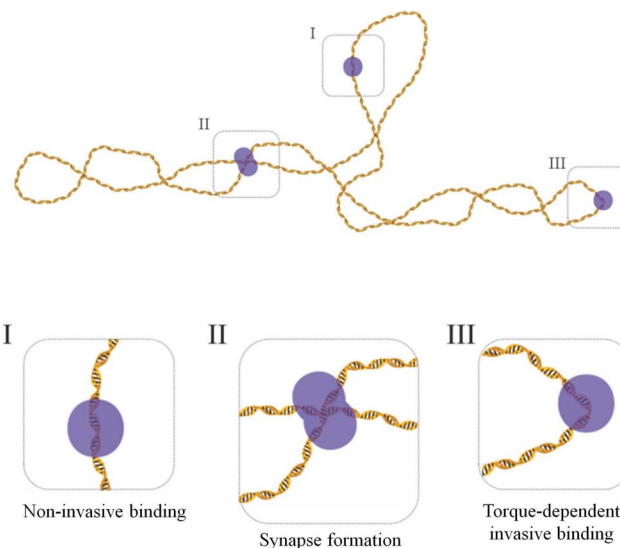 I
II
III
I
II
III
Non-invasive binding
Synapse formation
Torque-dependent
invasive binding